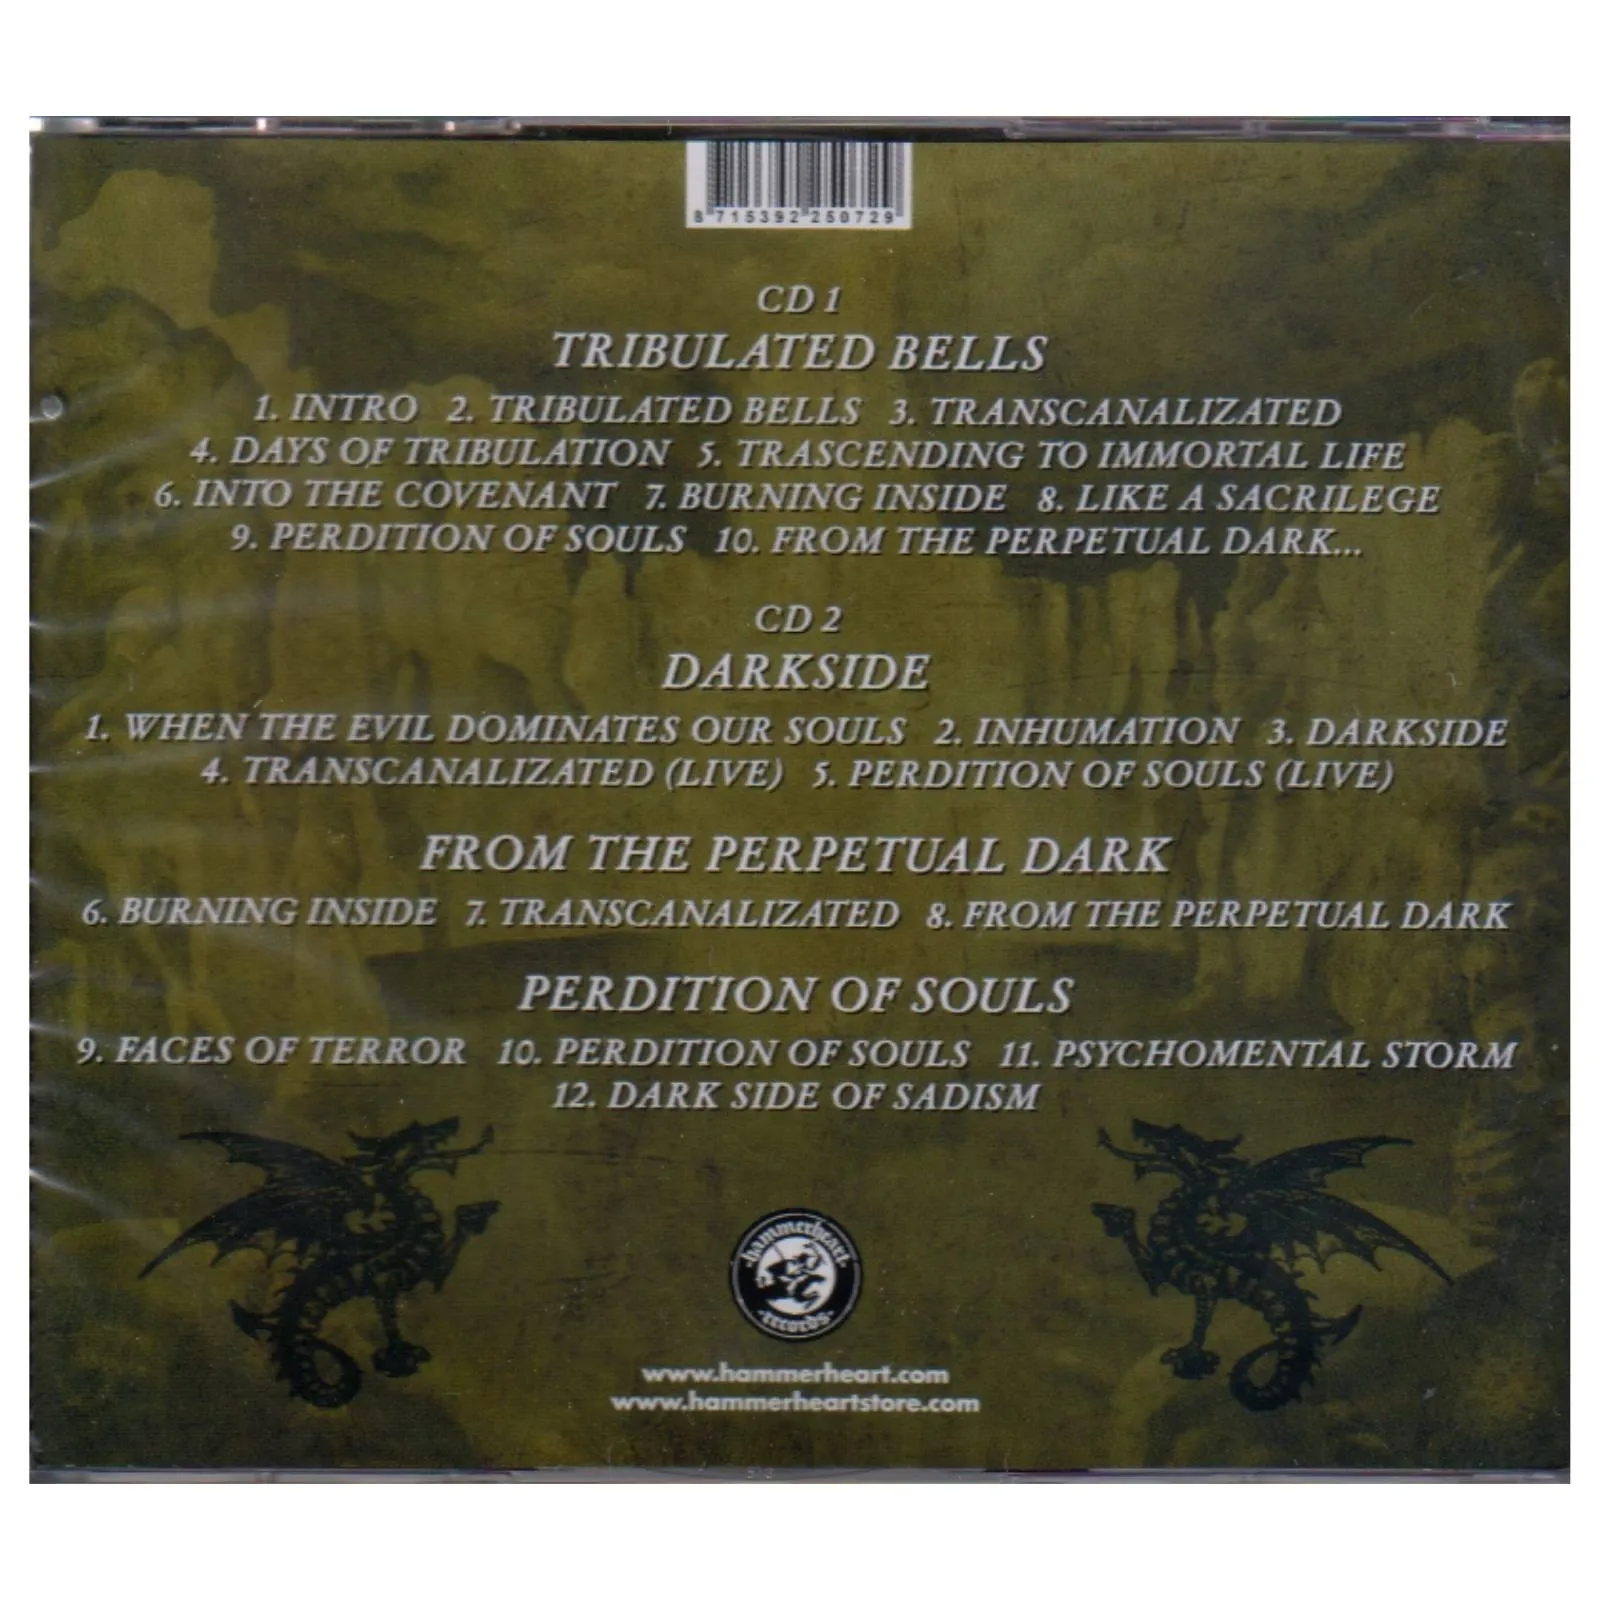 8 715392 250729
CD 1
TRIBULATED BELLS
1. INTRO 2. TRIBULATED BELLS 3. TRANSCANALIZATED
4. DAYS OF TRIBULATION 5. TRASCENDING TO IMMORTAL LIFE
6. INTO THE COVENANT 7. BURNING INSIDE 8. LIKE A SACRILEGE
9. PERDITION OF SOULS 10. FROM THE PERPETUAL DARK...
CD 2
DARKSIDE
1. WHEN THE EVIL DOMINATES OUR SOULS 2. INHUMATION 3. DARKSIDE
4. TRANSCANALIZATED (LIVE) 5. PERDITION OF SOULS (LIVE)
FROM THE PERPETUAL DARK
6. BURNING INSIDE 7. TRANSCANALIZATED 8. FROM THE PERPETUAL DARK
PERDITION OF SOULS
9. FACES OF TERROR 10. PERDITION OF SOULS 11. PSYCHOMENTAL STORM
12. DARK SIDE OF SADISM
hammerheart
records
www.hammerheart.com
www.hammerheartstore.com